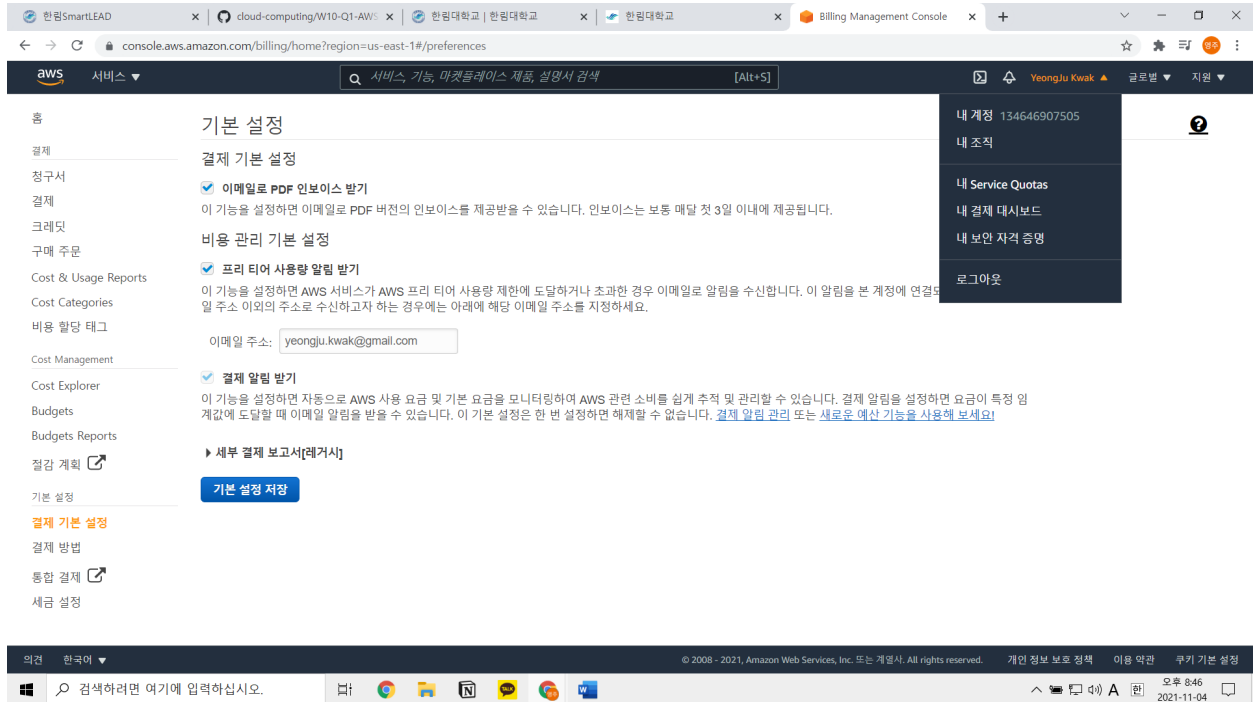 한림SmartLEAD
cloud-computing/W10-Q1-AWS
한림대학교 | 한림대학교
한림대학교
Billing Management Console
console.aws.amazon.com/billing/home?region=us-east-1#/preferences
영주
aws
서비스 ▼
서비스, 기능, 마켓플레이스 제품, 설명서 검색
[Alt+S]
YeongJu Kwak ▲
글로벌 ▼
지원 ▼
내 계정 134646907505
내 조직
내 Service Quotas
내 결제 대시보드
내 보안 자격 증명
로그아웃
홈
결제
청구서
결제
크레딧
구매 주문
Cost & Usage Reports
Cost Categories
비용 할당 태그
Cost Management
Cost Explorer
Budgets
Budgets Reports
절감 계획
기본 설정
결제 기본 설정
결제 방법
통합 결제
세금 설정
기본 설정
결제 기본 설정
이메일로 PDF 인보이스 받기
이 기능을 설정하면 이메일로 PDF 버전의 인보이스를 제공받을 수 있습니다. 인보이스는 보통 매달 첫 3일 이내에 제공됩니다.
비용 관리 기본 설정
프리 티어 사용량 알림 받기
이 기능을 설정하면 AWS 서비스가 AWS 프리 티어 사용량 제한에 도달하거나 초과한 경우 이메일로 알림을 수신합니다. 이 알림을 본 계정에 연결
일 주소 이외의 주소로 수신하고자 하는 경우에는 아래에 해당 이메일 주소를 지정하세요.
이메일 주소: yeongju.kwak@gmail.com
결제 알림 받기
이 기능을 설정하면 자동으로 AWS 사용 요금 및 기본 요금을 모니터링하여 AWS 관련 소비를 쉽게 추적 및 관리할 수 있습니다. 결제 알림을 설정하면 요금이 특정 임
계값에 도달할 때 이메일 알림을 받을 수 있습니다. 이 기본 설정은 한 번 설정하면 해제할 수 없습니다. 결제 알림 관리 또는 새로운 예산 기능을 사용해 보세요!
세부 결제 보고서[레거시]
기본 설정 저장
의견
한국어 ▼
© 2008 - 2021, Amazon Web Services, Inc. 또는 계열사. All rights reserved.
개인 정보 보호 정책
이용 약관
쿠키 기본 설정
검색하려면 여기에 입력하십시오.
TALK
A
한
오후 8:46
2021-11-04